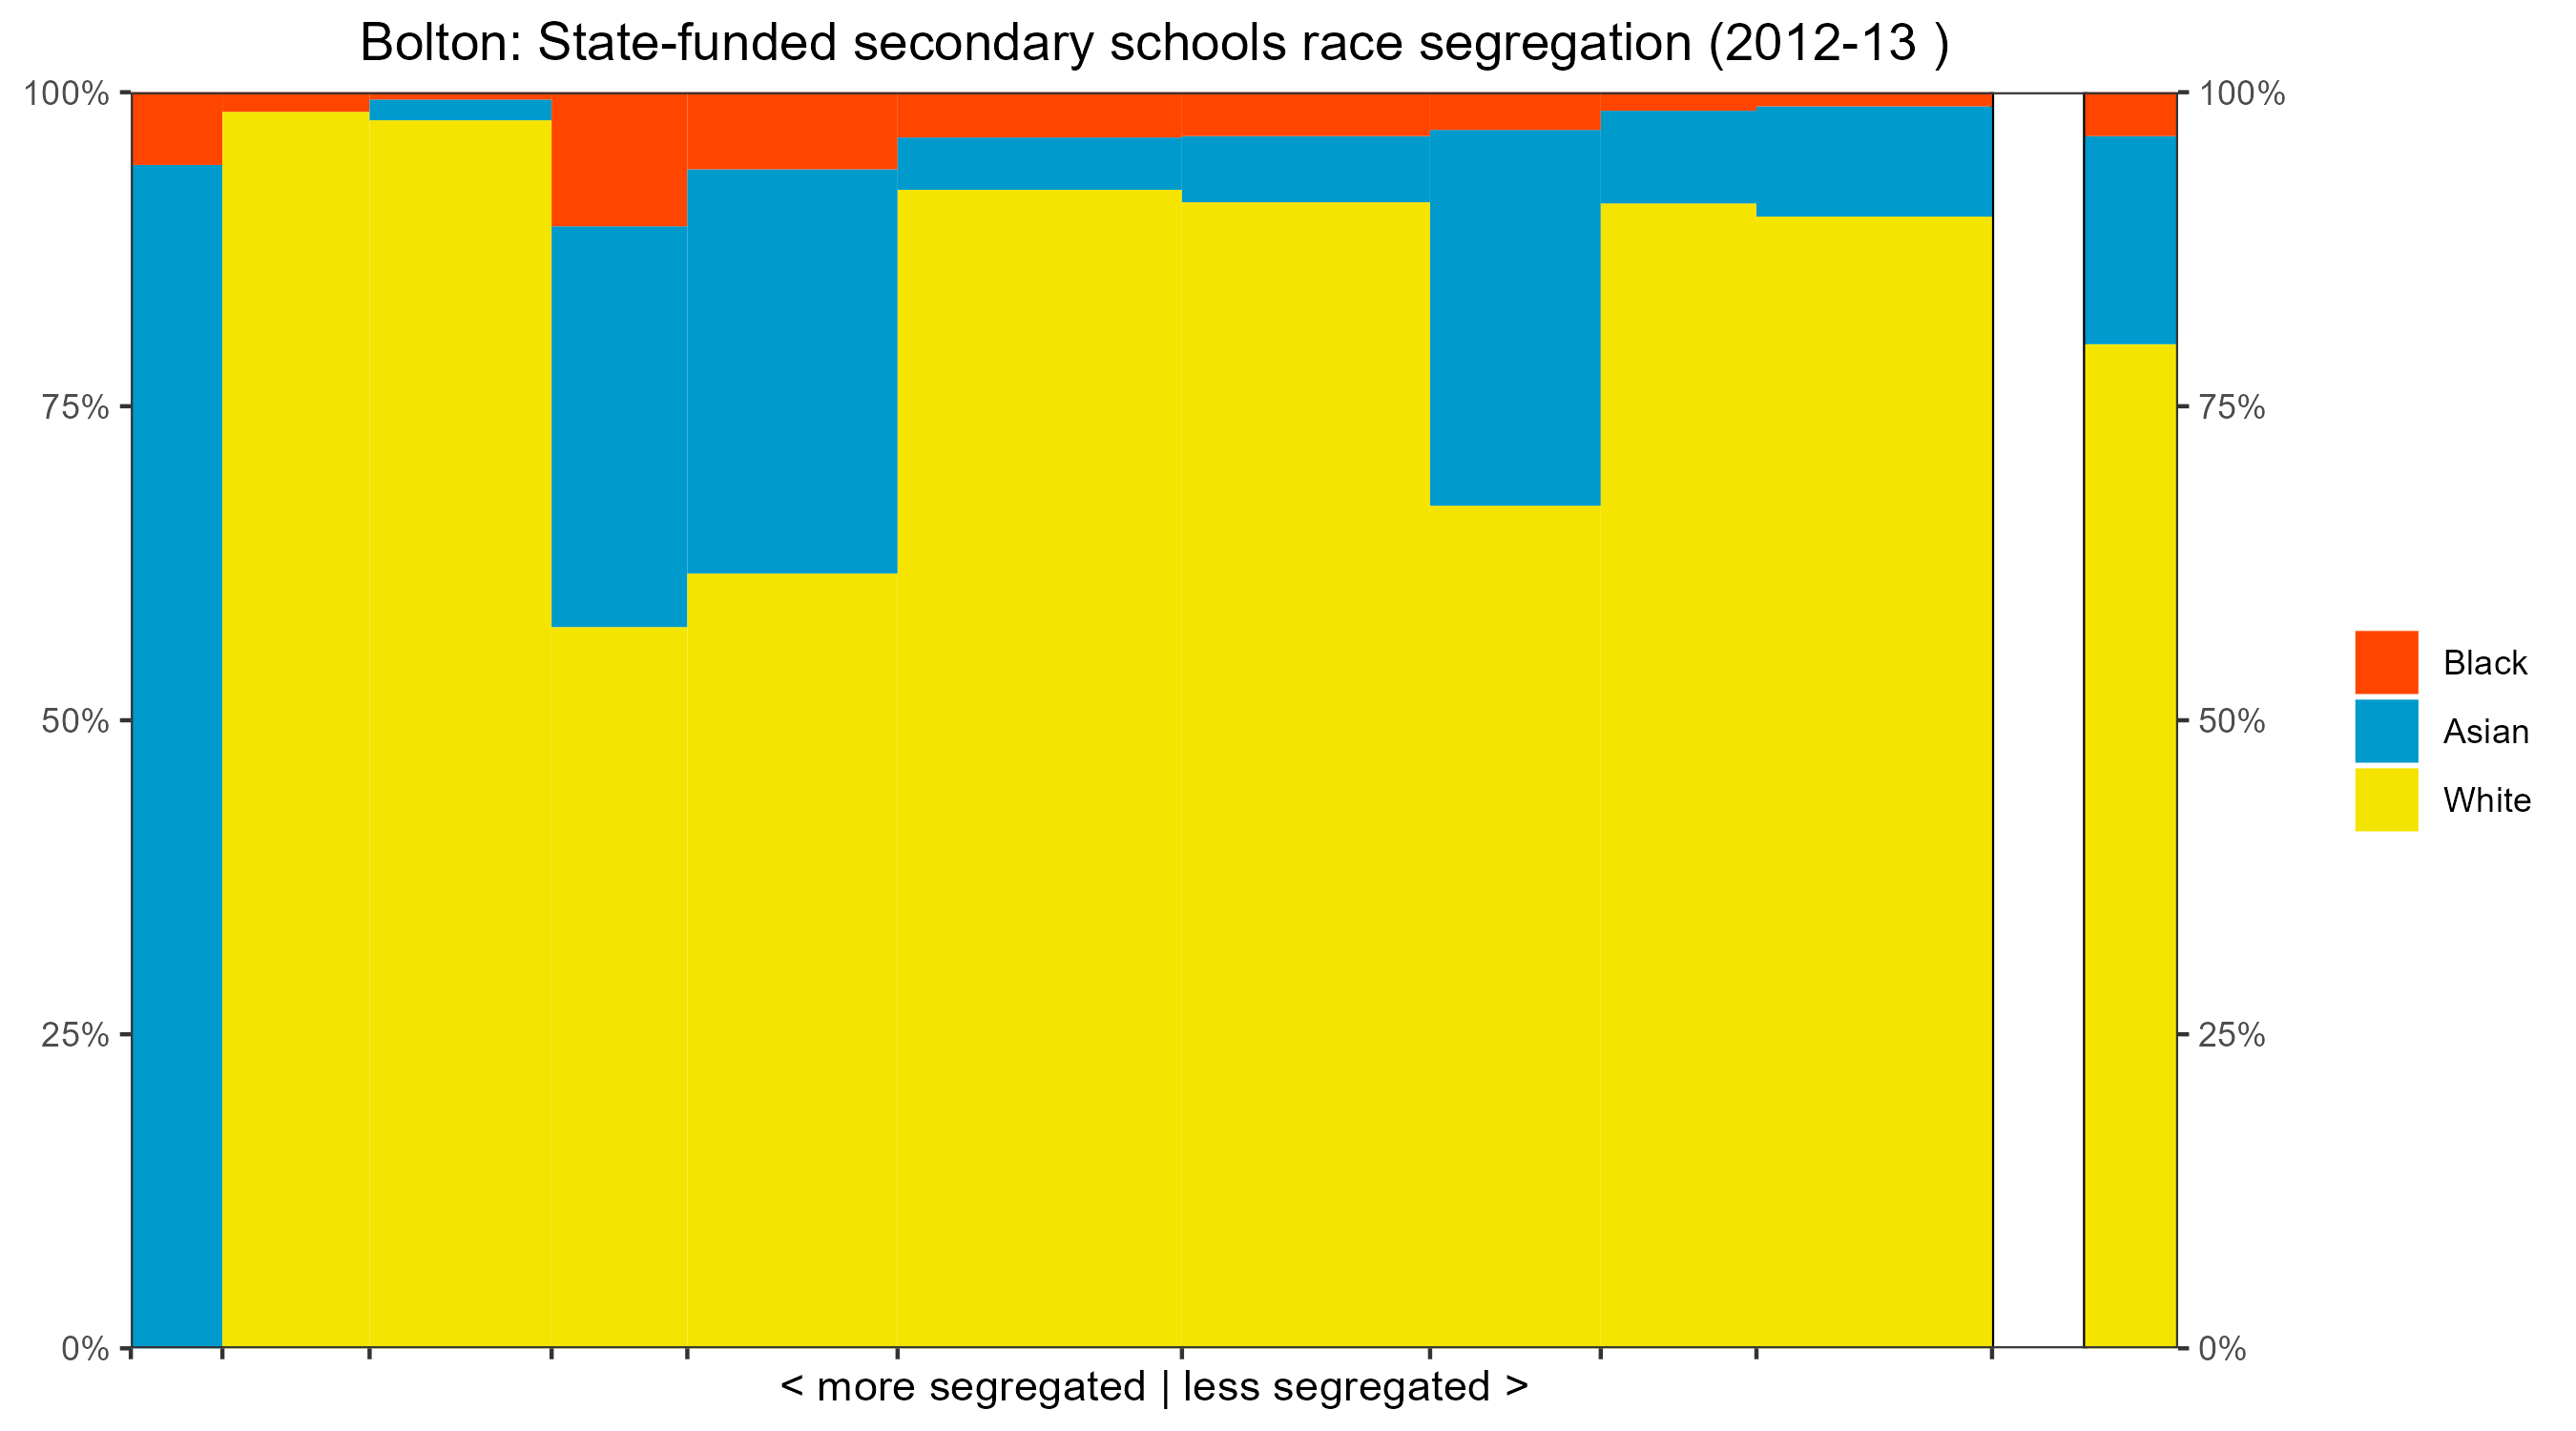 Bolton: State-funded secondary schools race segregation (2012-13 )
100%
75%
50%
25%
0%
100%
75%
50%
25%
0%
Black
Asian
White
< more segregated | less segregated >